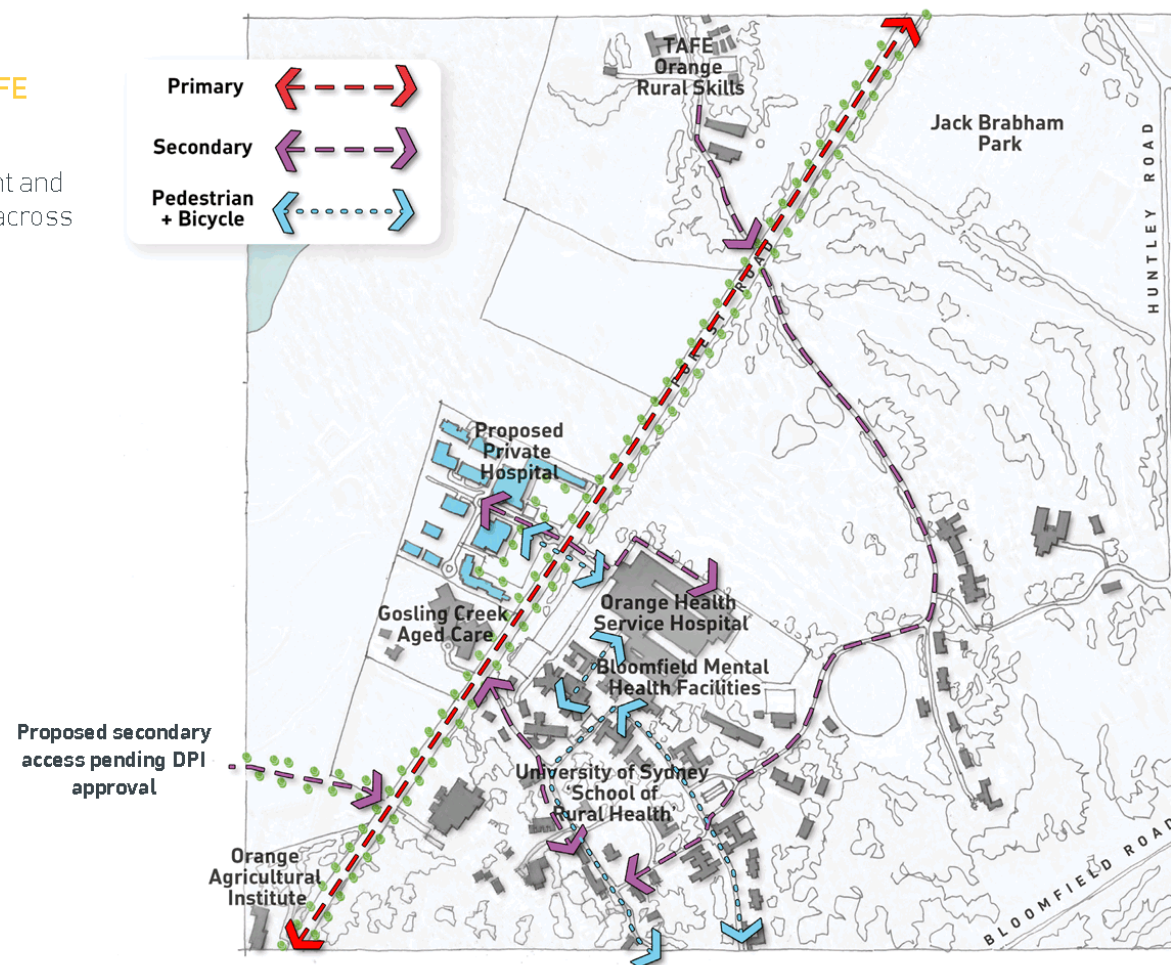 FE
nt and
across
Primary
Secondary
Pedestrian
+ Bicycle
TAFE
Orange
Rural Skills
Jack Brabham
Park
HUNTLEY ROAD
FOREST ROAD
Proposed
Private
Hospital
Gosling Creek
Aged Care
Orange Health
Service Hospital
Bloomfield Mental
Health Facilities
Proposed secondary
access pending DPI
approval
University of Sydney
'School of
Rural Health'
Orange
Agricultural
Institute
BLOOMFIELD ROAD